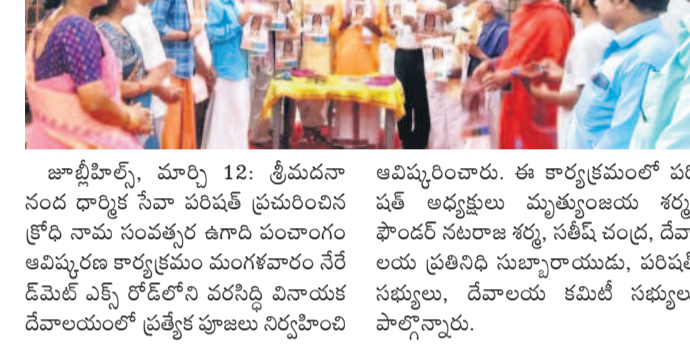 జూబ్లీహిల్స్, మార్చి 12: శ్రీమదనా
నంద ధార్మిక సేవా పరిషత్ ప్రచురించిన
క్రోధి నామ సంవత్సర ఉగాది పంచాంగం
ఆవిష్కరణ కార్యక్రమం మంగళవారం నేరే
డ్‌మెట్ ఎక్స్ రోడ్‌లోని వరసిద్ధి వినాయక
దేవాలయంలో ప్రత్యేక పూజలు నిర్వహించి
ఆవిష్కరించారు. ఈ కార్యక్రమంలో పరి
షత్ అధ్యక్షులు మృత్యుంజయ శర్మ
ఫౌండర్ నటరాజ శర్మ, సతీష్ చంద్ర, దేవా
లయ ప్రతినిధి సుబ్బారాయుడు, పరిషత్
సభ్యులు, దేవాలయ కమిటీ సభ్యులు
పాల్గొన్నారు.